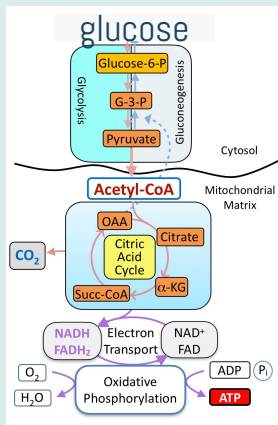 glucose
Glycolysis
Gluconeogenesis
Glucose-6-P
G-3-P
Pyruvate
Cytosol
Acetyl-CoA
Mitochondrial
Matrix
OAA
Citrate
Citric
Acid
Cycle
CO₂
Succ-CoA
α-KG
NADH
FADH₂
Electron
Transport
NAD⁺
FAD
O₂
ADP
Pᵢ
H₂O
Oxidative
Phosphorylation
ATP